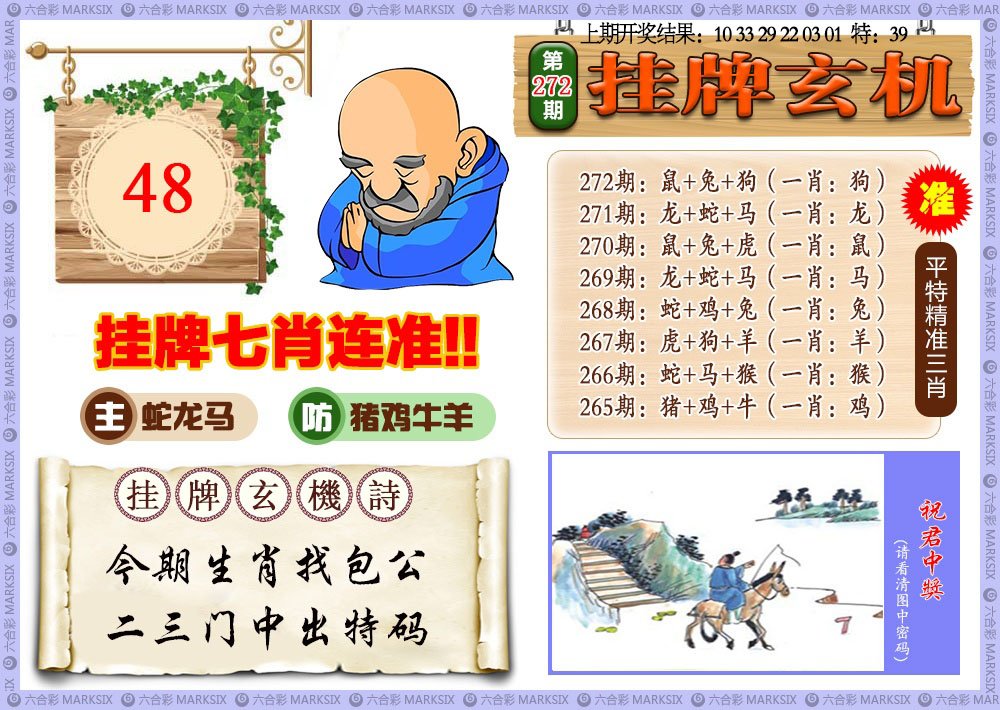 六合彩 MARKSIX
上期开奖结果：10 33 29 22 03 01 特：39
第
272
期
挂牌玄机
48
272期：鼠+兔+狗（一肖：狗）
271期：龙+蛇+马（一肖：龙）
270期：鼠+兔+虎（一肖：鼠）
269期：龙+蛇+马（一肖：马）
268期：蛇+鸡+兔（一肖：兔）
267期：虎+狗+羊（一肖：羊）
266期：蛇+马+猴（一肖：猴）
265期：猪+鸡+牛（一肖：鸡）
准
平特精准三肖
挂牌七肖连准!!
主 蛇龙马
防 猪鸡牛羊
挂牌玄機詩
今期生肖找包公
二三门中出特码
7
祝君中獎
（请看清图中密码）